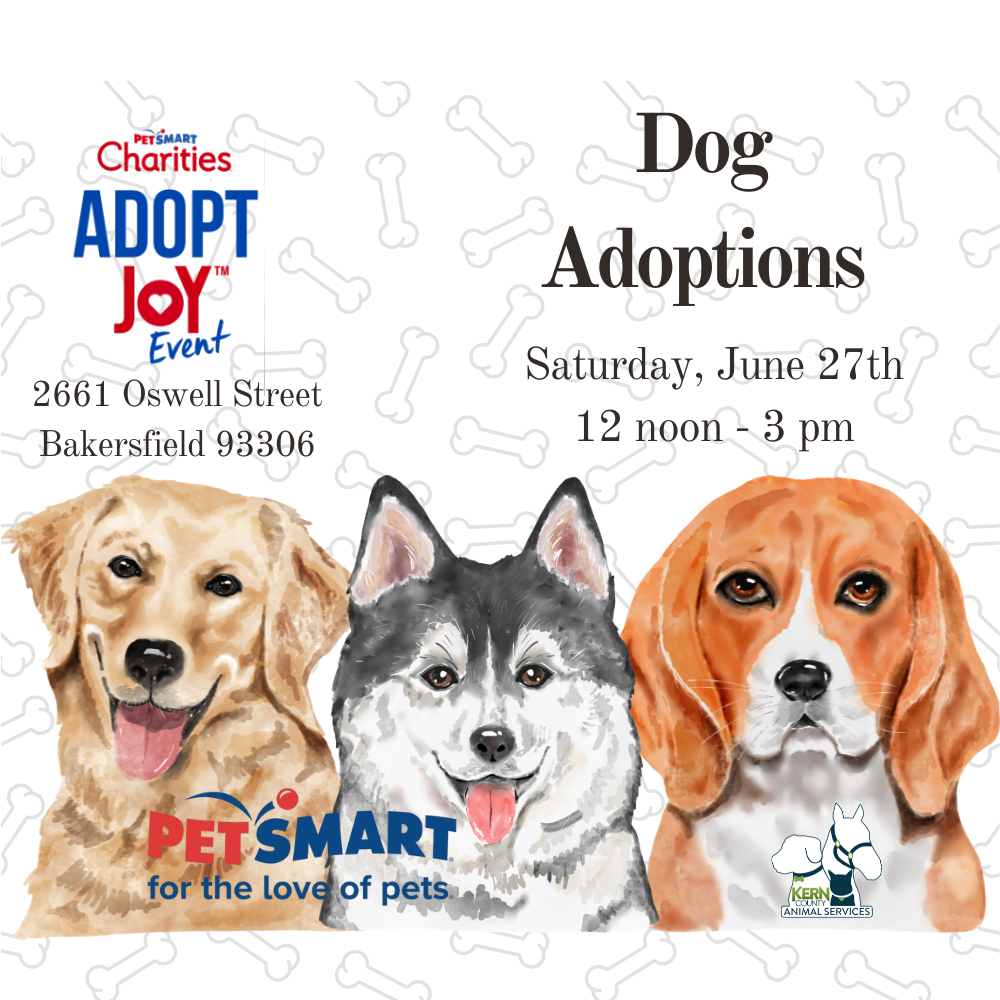 PETSMART
Charities
ADOPT
JOY™
Event
2661 Oswell Street
Bakersfield 93306
Dog
Adoptions
Saturday, June 27th
12 noon - 3 pm
PETSMART
for the love of pets
KERN
COUNTY
ANIMAL SERVICES